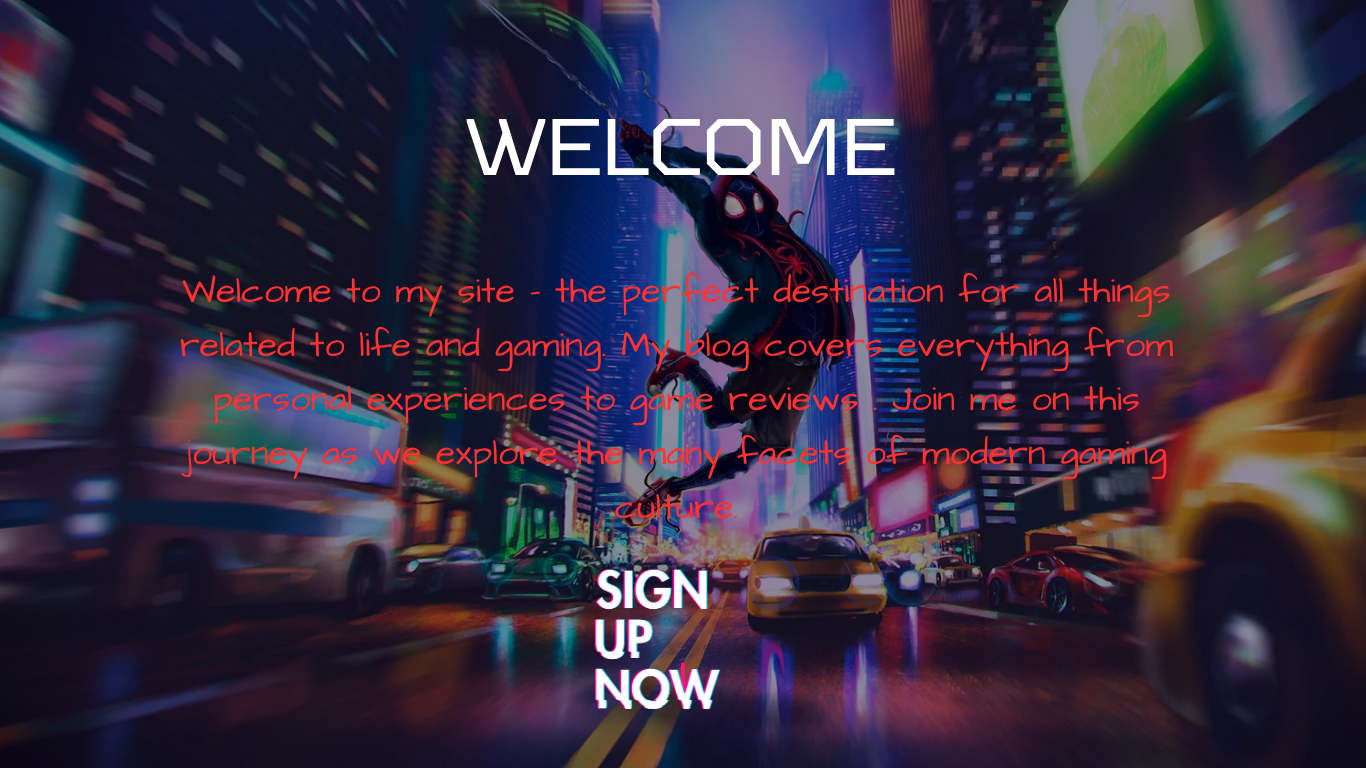 WELCOME
Welcome to my site - the perfect destination for all things
related to life and gaming. My blog covers everything from
personal experiences to game reviews . Join me on this
journey as we explore the many facets of modern gaming
culture.
SIGN
UP
NOW